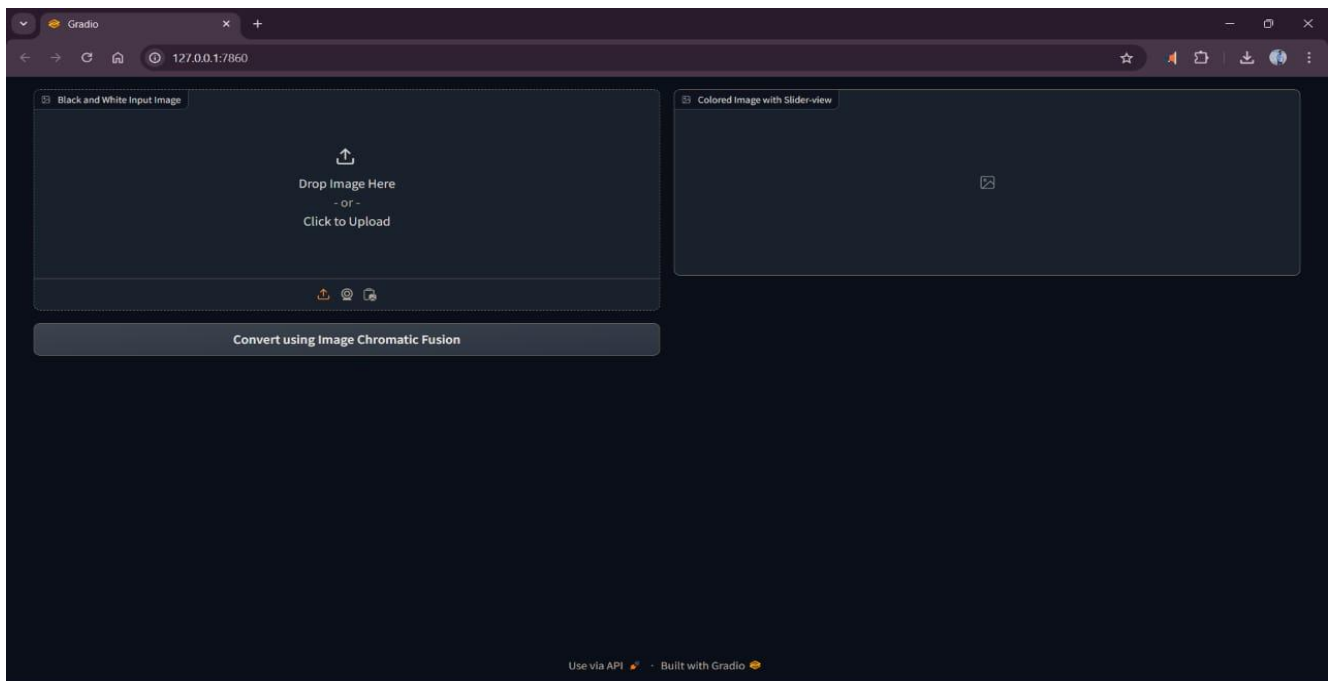 Gradio
127.0.0.1:7860
Black and White Input Image
Drop Image Here
- or -
Click to Upload
Convert using Image Chromatic Fusion
Colored Image with Slider-view
Use via API · Built with Gradio